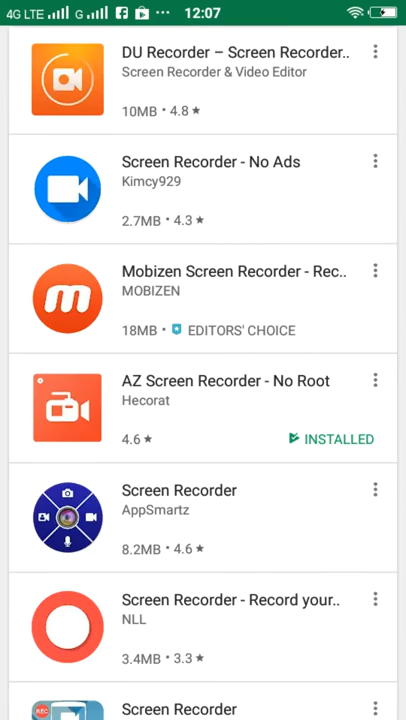 4G LTE G 12:07
DU Recorder – Screen Recorder..
Screen Recorder & Video Editor
10MB • 4.8 ★
Screen Recorder - No Ads
Kimcy929
2.7MB • 4.3 ★
Mobizen Screen Recorder - Rec..
MOBIZEN
18MB • EDITORS' CHOICE
AZ Screen Recorder - No Root
Hecorat
4.6 ★ INSTALLED
Screen Recorder
AppSmartz
8.2MB • 4.6 ★
Screen Recorder - Record your..
NLL
3.4MB • 3.3 ★
REC
Screen Recorder